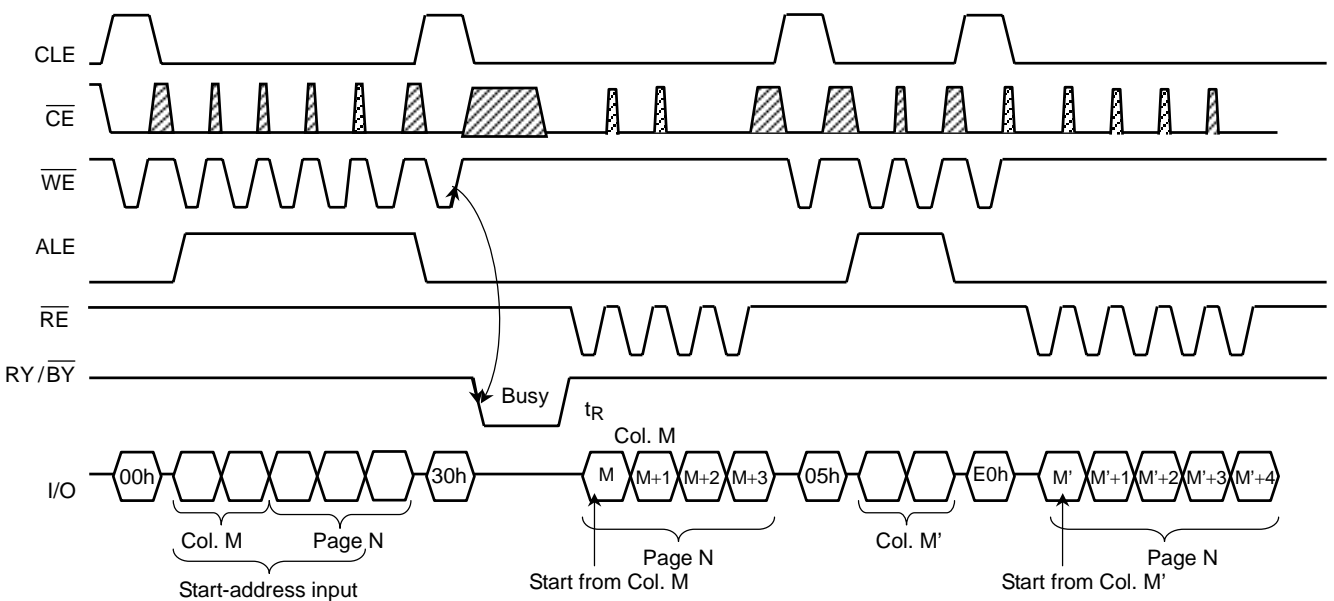 CLE
CE
WE
ALE
RE
RY/BY
Busy
tR
Col. M
I/O
00h
30h
M
M+1
M+2
M+3
05h
E0h
M'
M'+1
M'+2
M'+3
M'+4
Col. M
Page N
Page N
Col. M'
Page N
Start-address input
Start from Col. M
Start from Col. M'